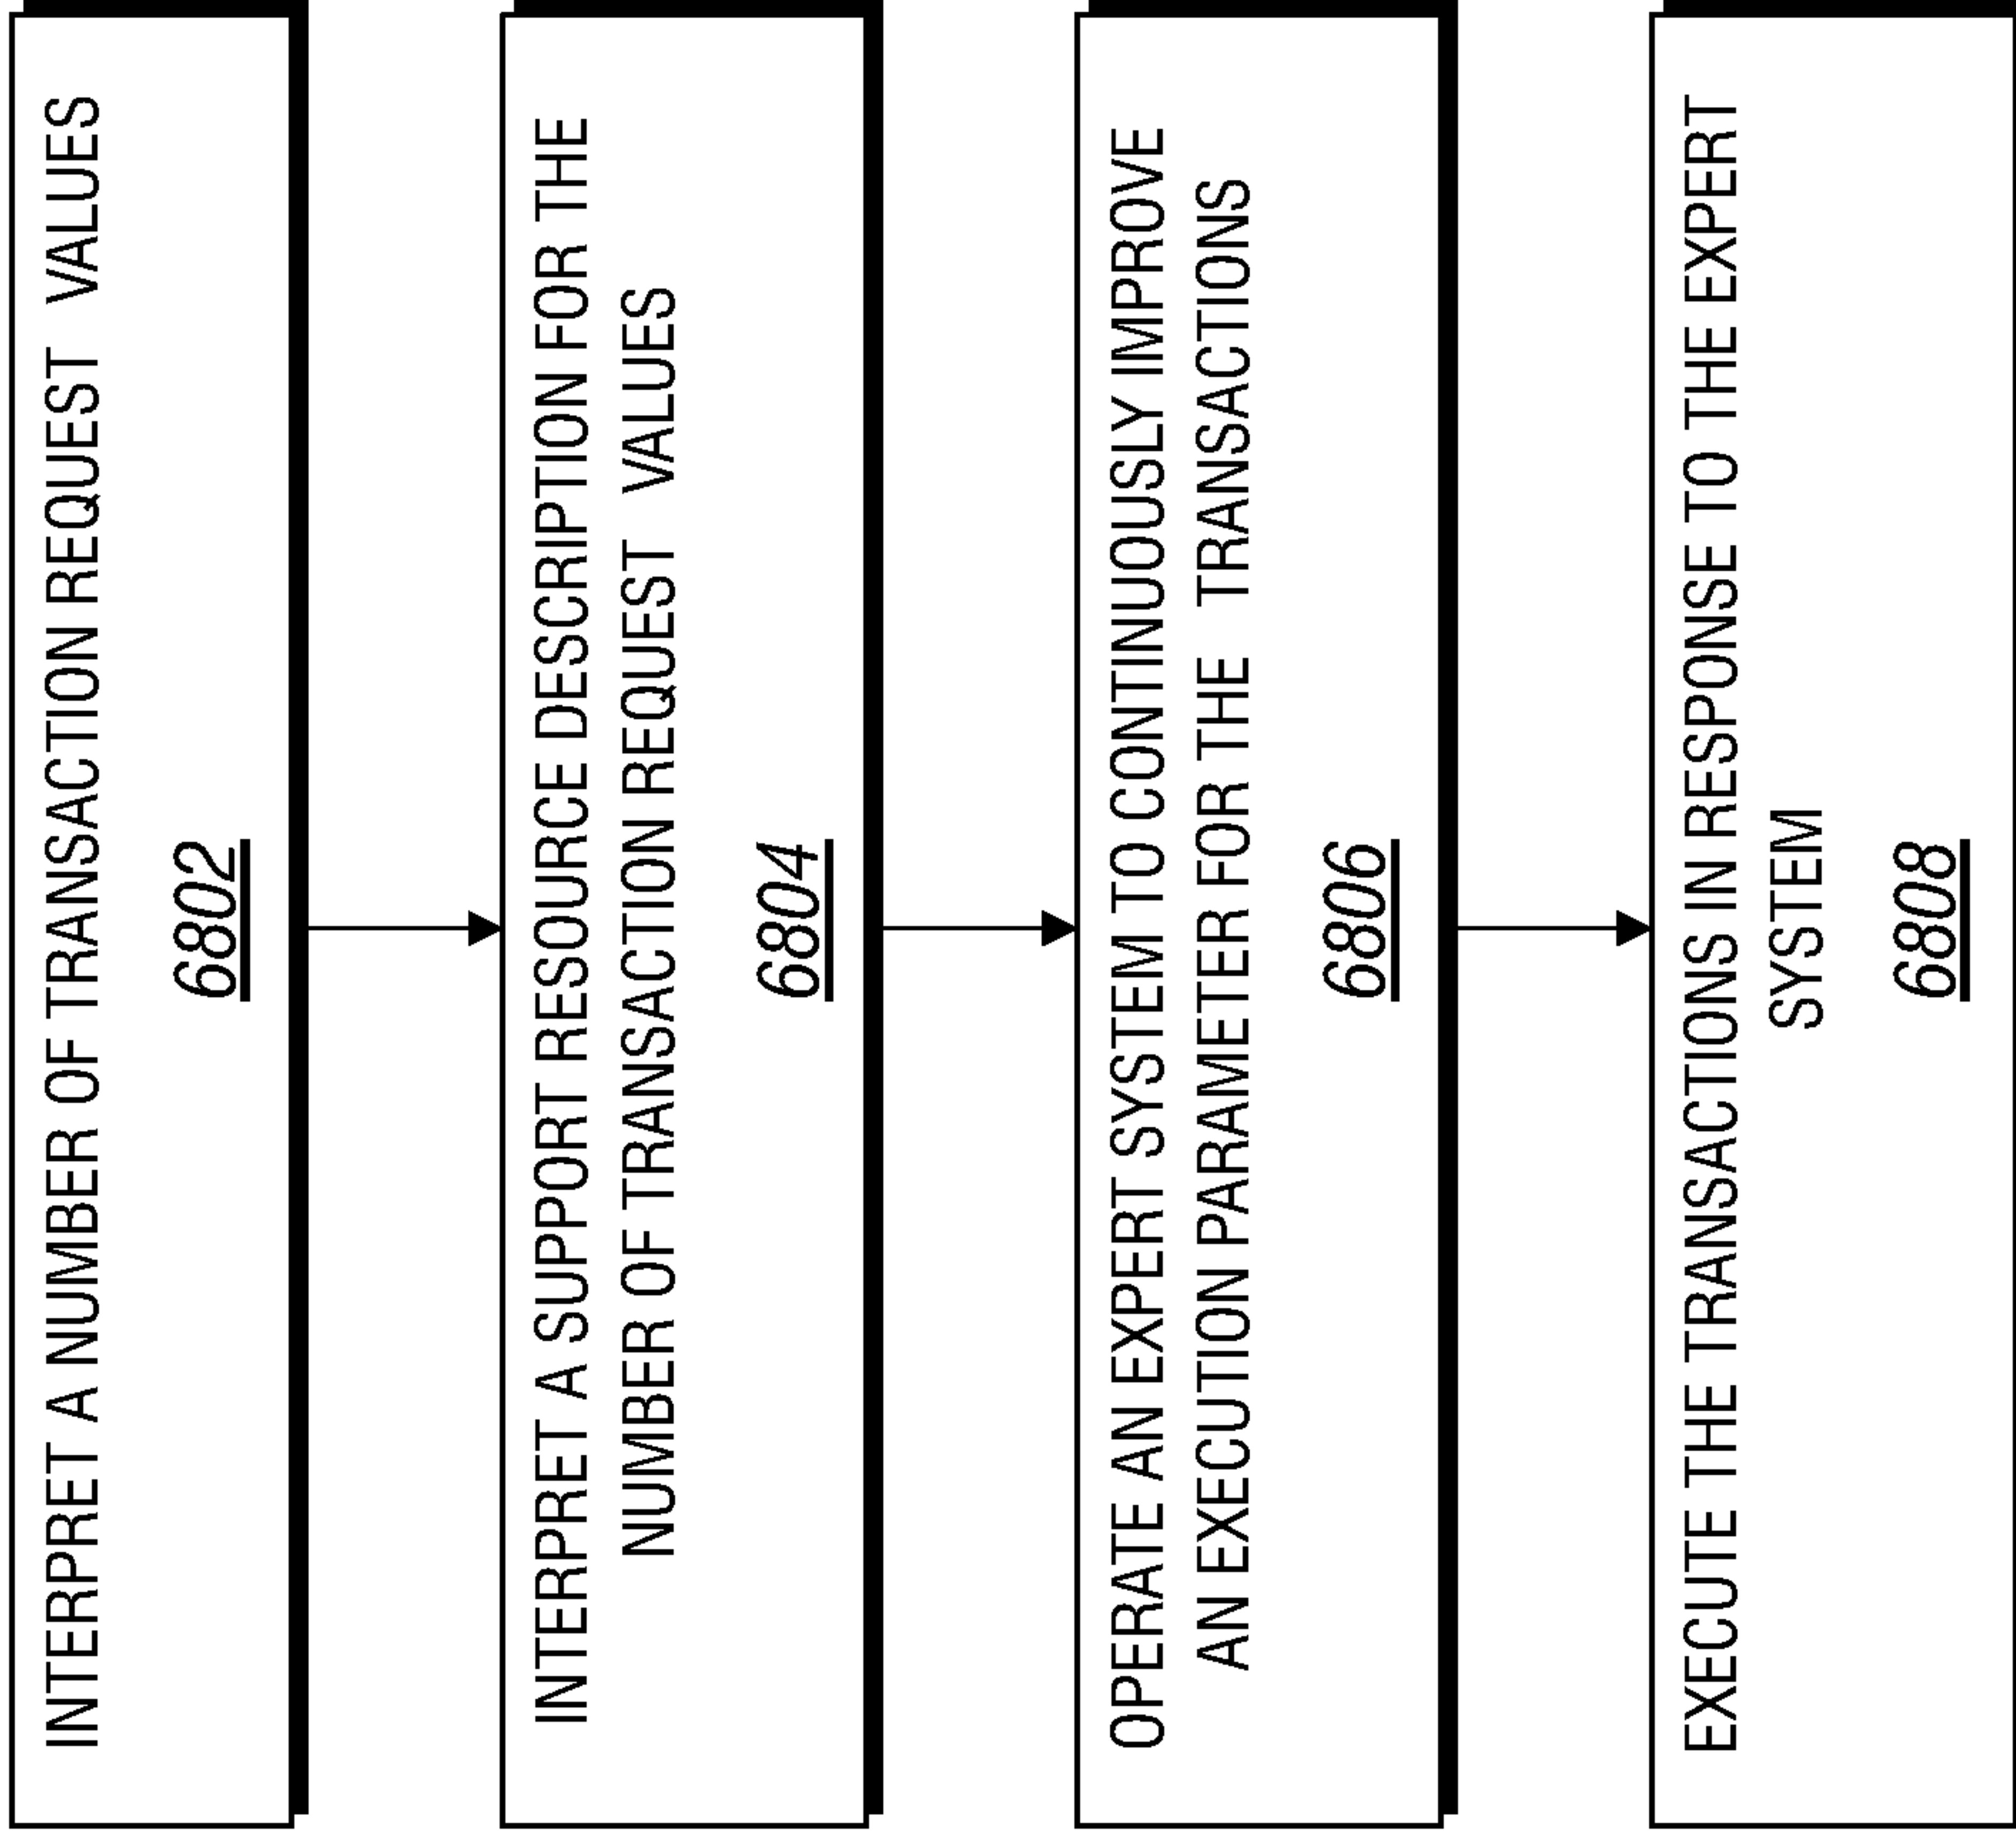 INTERPRET A NUMBER OF TRANSACTION REQUEST VALUES
6802
INTERPRET A SUPPORT RESOURCE DESCRIPTION FOR THE
NUMBER OF TRANSACTION REQUEST VALUES
6804
OPERATE AN EXPERT SYSTEM TO CONTINUOUSLY IMPROVE
AN EXECUTION PARAMETER FOR THE TRANSACTIONS
6806
EXECUTE THE TRANSACTIONS IN RESPONSE TO THE EXPERT
SYSTEM
6808